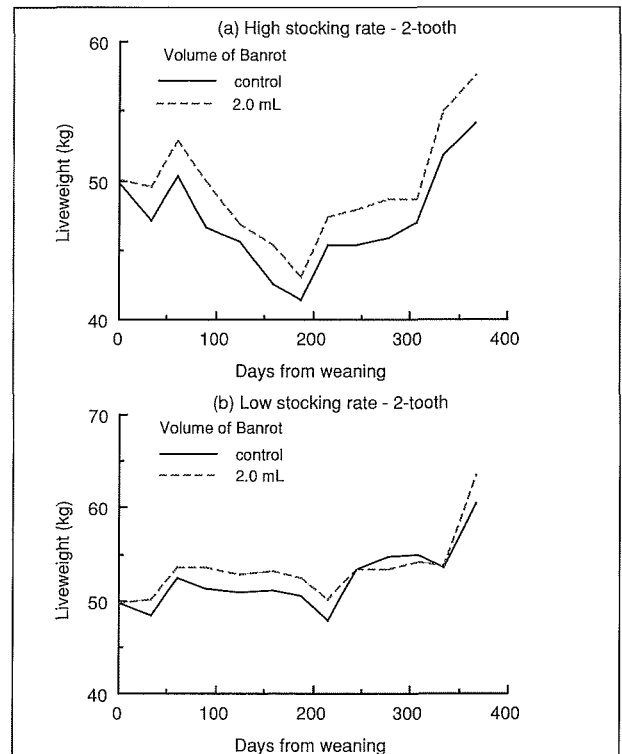 (a) High stocking rate - 2-tooth
60
Volume of Banrot
control
2.0 mL
50
Liveweight (kg)
40
0 100 200 300 400
Days from weaning
(b) Low stocking rate - 2-tooth
70
Volume of Banrot
control
2.0 mL
60
Liveweight (kg)
50
40
0 100 200 300 400
Days from weaning